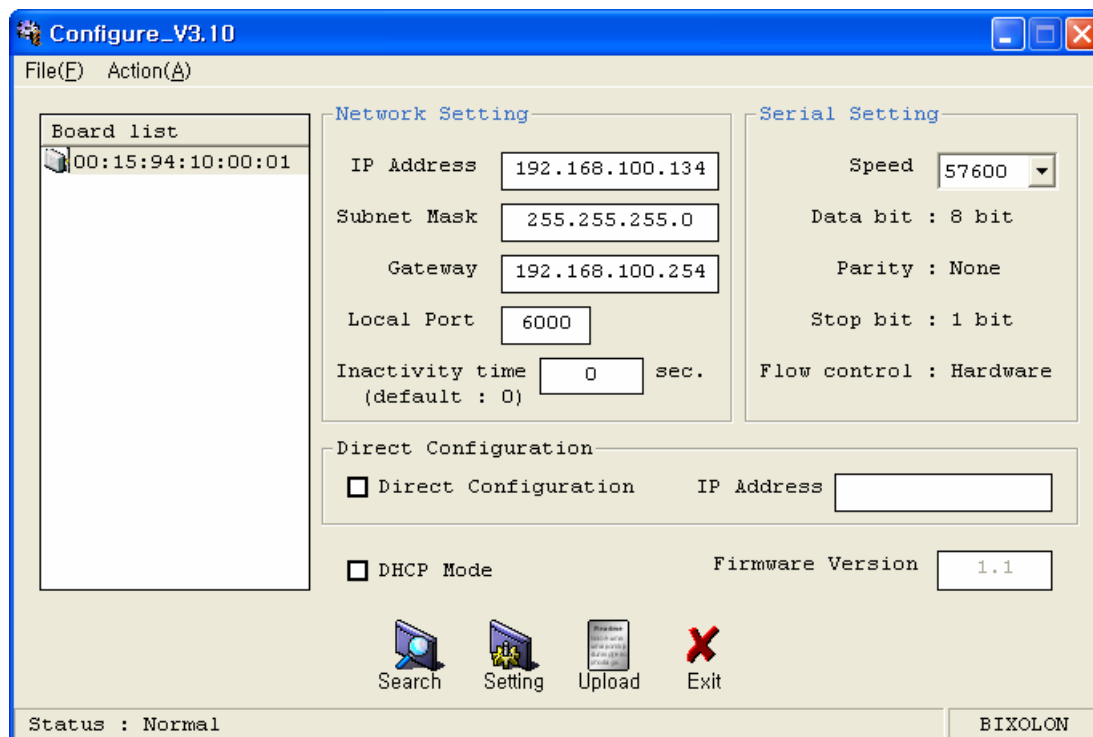 Configure_V3.10
File(F) Action(A)
Board list
00:15:94:10:00:01
Network Setting
IP Address 192.168.100.134
Subnet Mask 255.255.255.0
Gateway 192.168.100.254
Local Port 6000
Inactivity time 0 sec.
(default : 0)
Serial Setting
Speed 57600
Data bit : 8 bit
Parity : None
Stop bit : 1 bit
Flow control : Hardware
Direct Configuration
Direct Configuration IP Address
DHCP Mode
Firmware Version 1.1
Search Setting Upload Exit
Status : Normal
BIXOLON